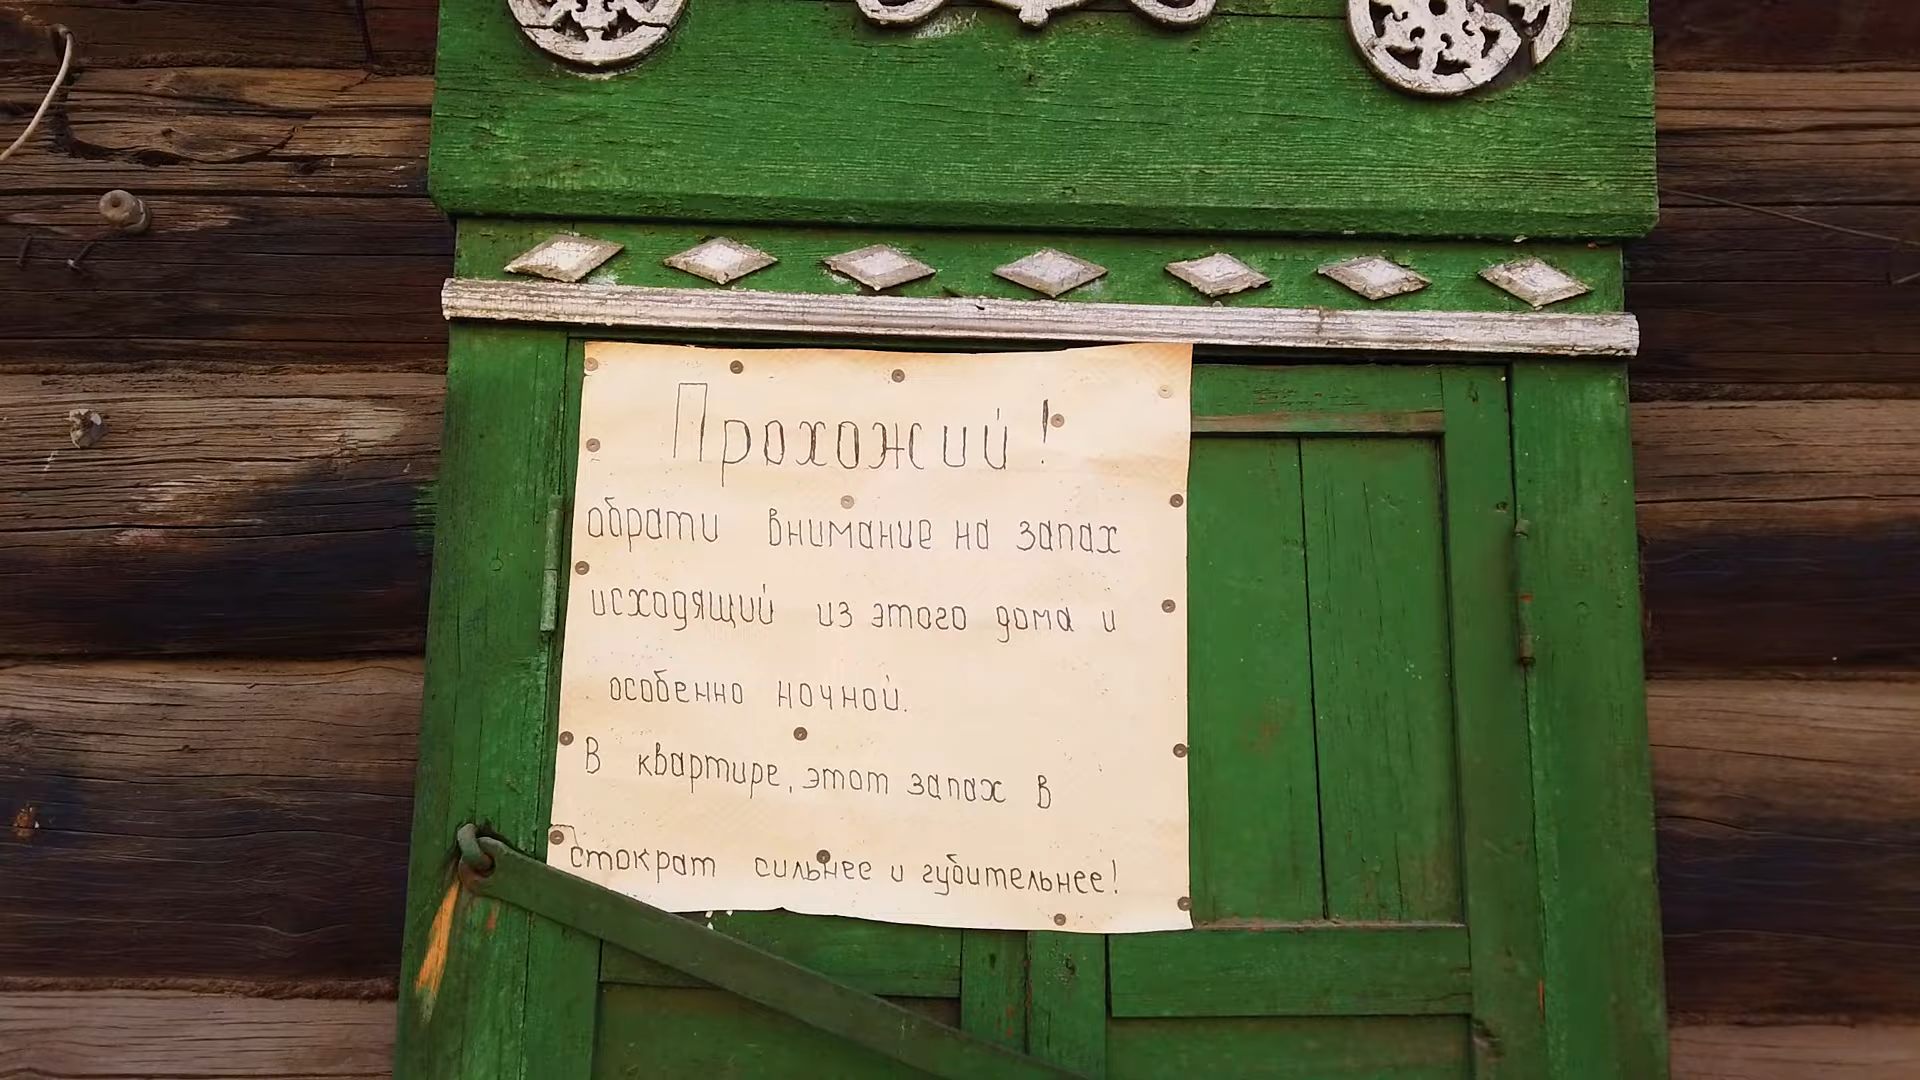 Прохожий!
обрати внимание на запах
исходящий из этого дома и
особенно ночной.
В квартире, этот запах в
стократ сильнее и губительнее!